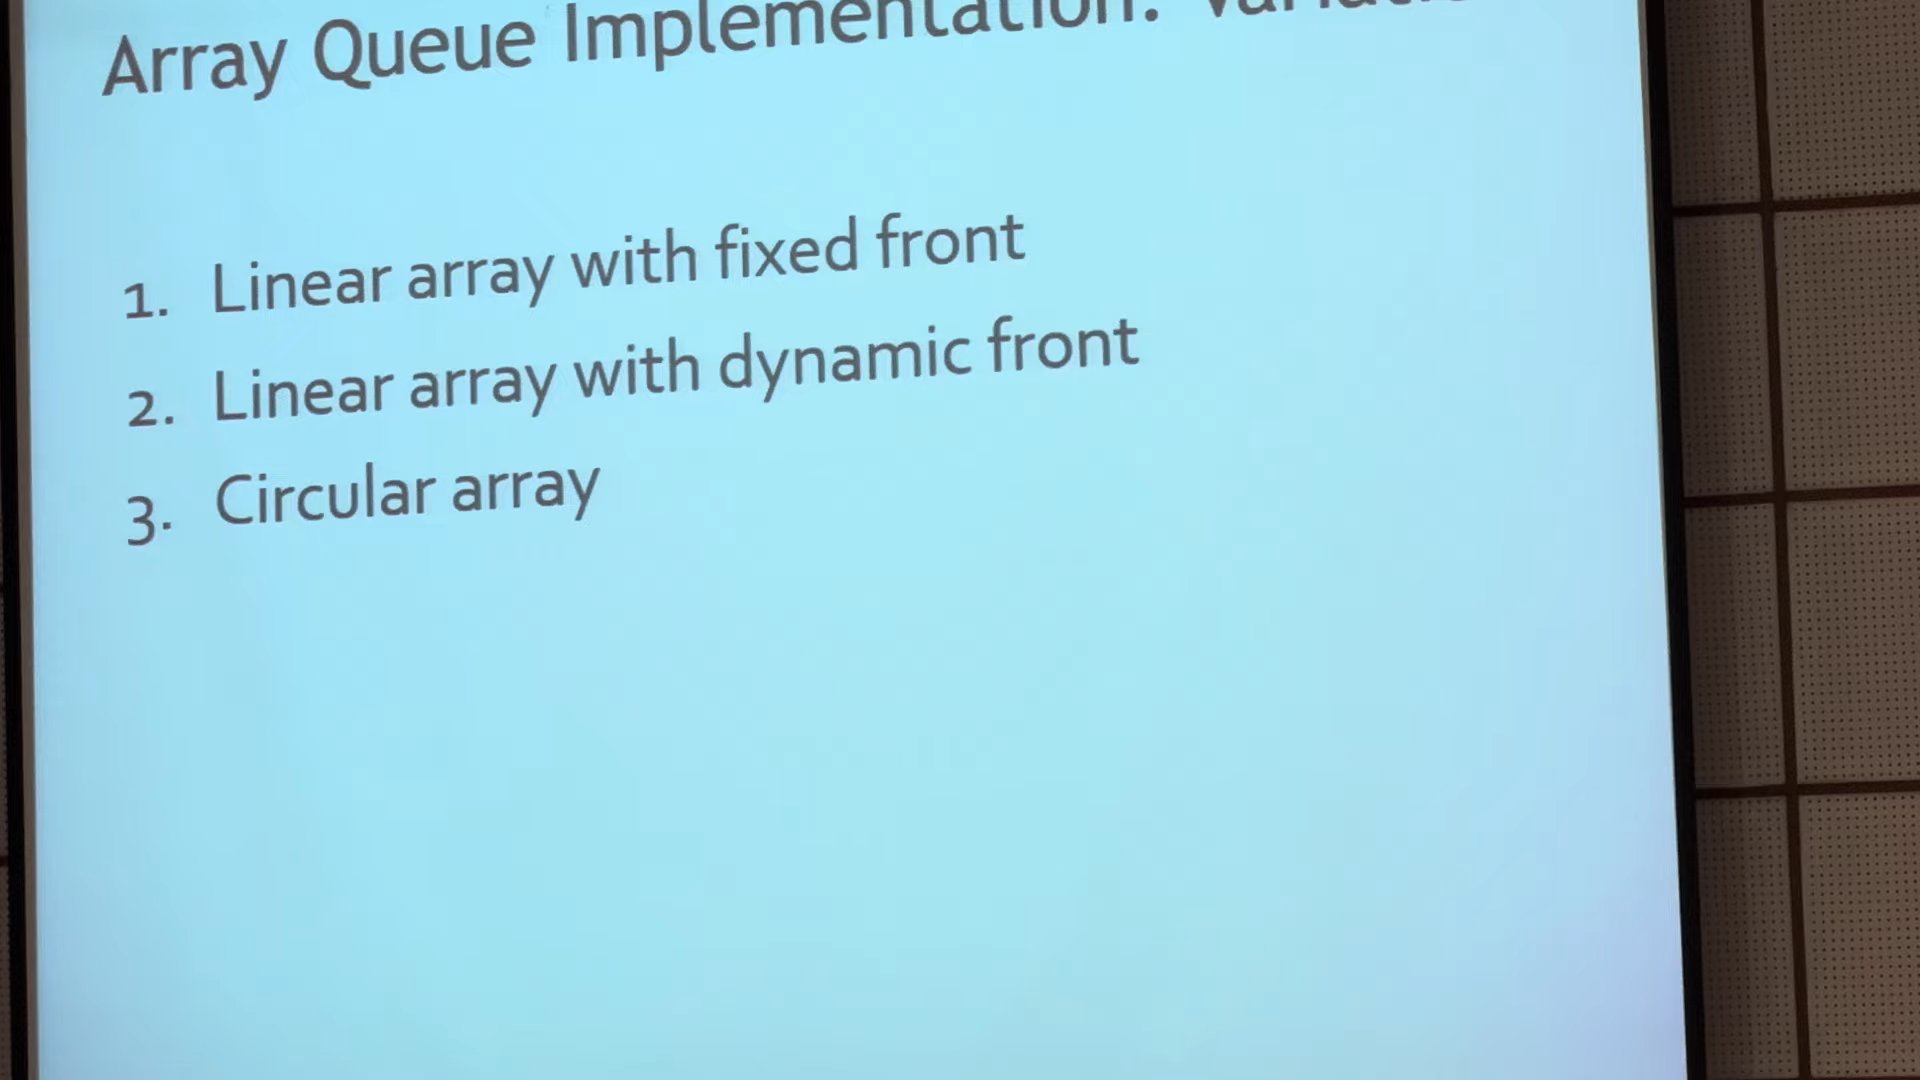 Array Queue Implementation:
1. Linear array with fixed front
2. Linear array with dynamic front
3. Circular array